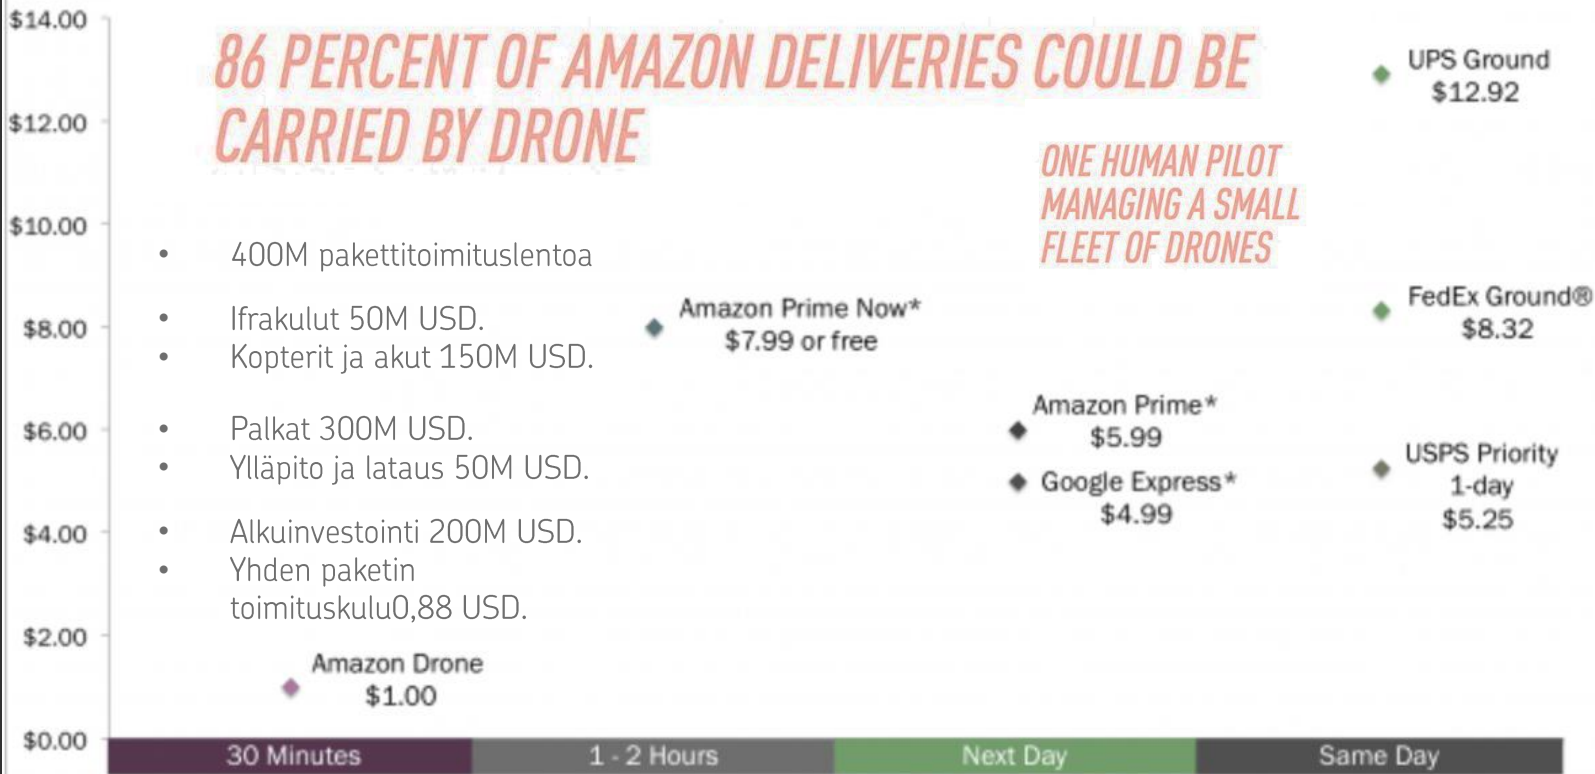 $14.00
86 PERCENT OF AMAZON DELIVERIES COULD BE
CARRIED BY DRONE
UPS Ground
$12.92
$12.00
ONE HUMAN PILOT
MANAGING A SMALL
FLEET OF DRONES
$10.00
• 400M pakettitoimituslentoa
• Ifrakulut 50M USD.
• Kopterit ja akut 150M USD.
• Palkat 300M USD.
• Ylläpito ja lataus 50M USD.
• Alkuinvestointi 200M USD.
• Yhden paketin
toimituskulu0,88 USD.
Amazon Prime Now*
$7.99 or free
FedEx Ground®
$8.32
$8.00
Amazon Prime*
$5.99
$6.00
Google Express*
$4.99
USPS Priority
1-day
$5.25
$4.00
$2.00
Amazon Drone
$1.00
$0.00
30 Minutes
1 - 2 Hours
Next Day
Same Day